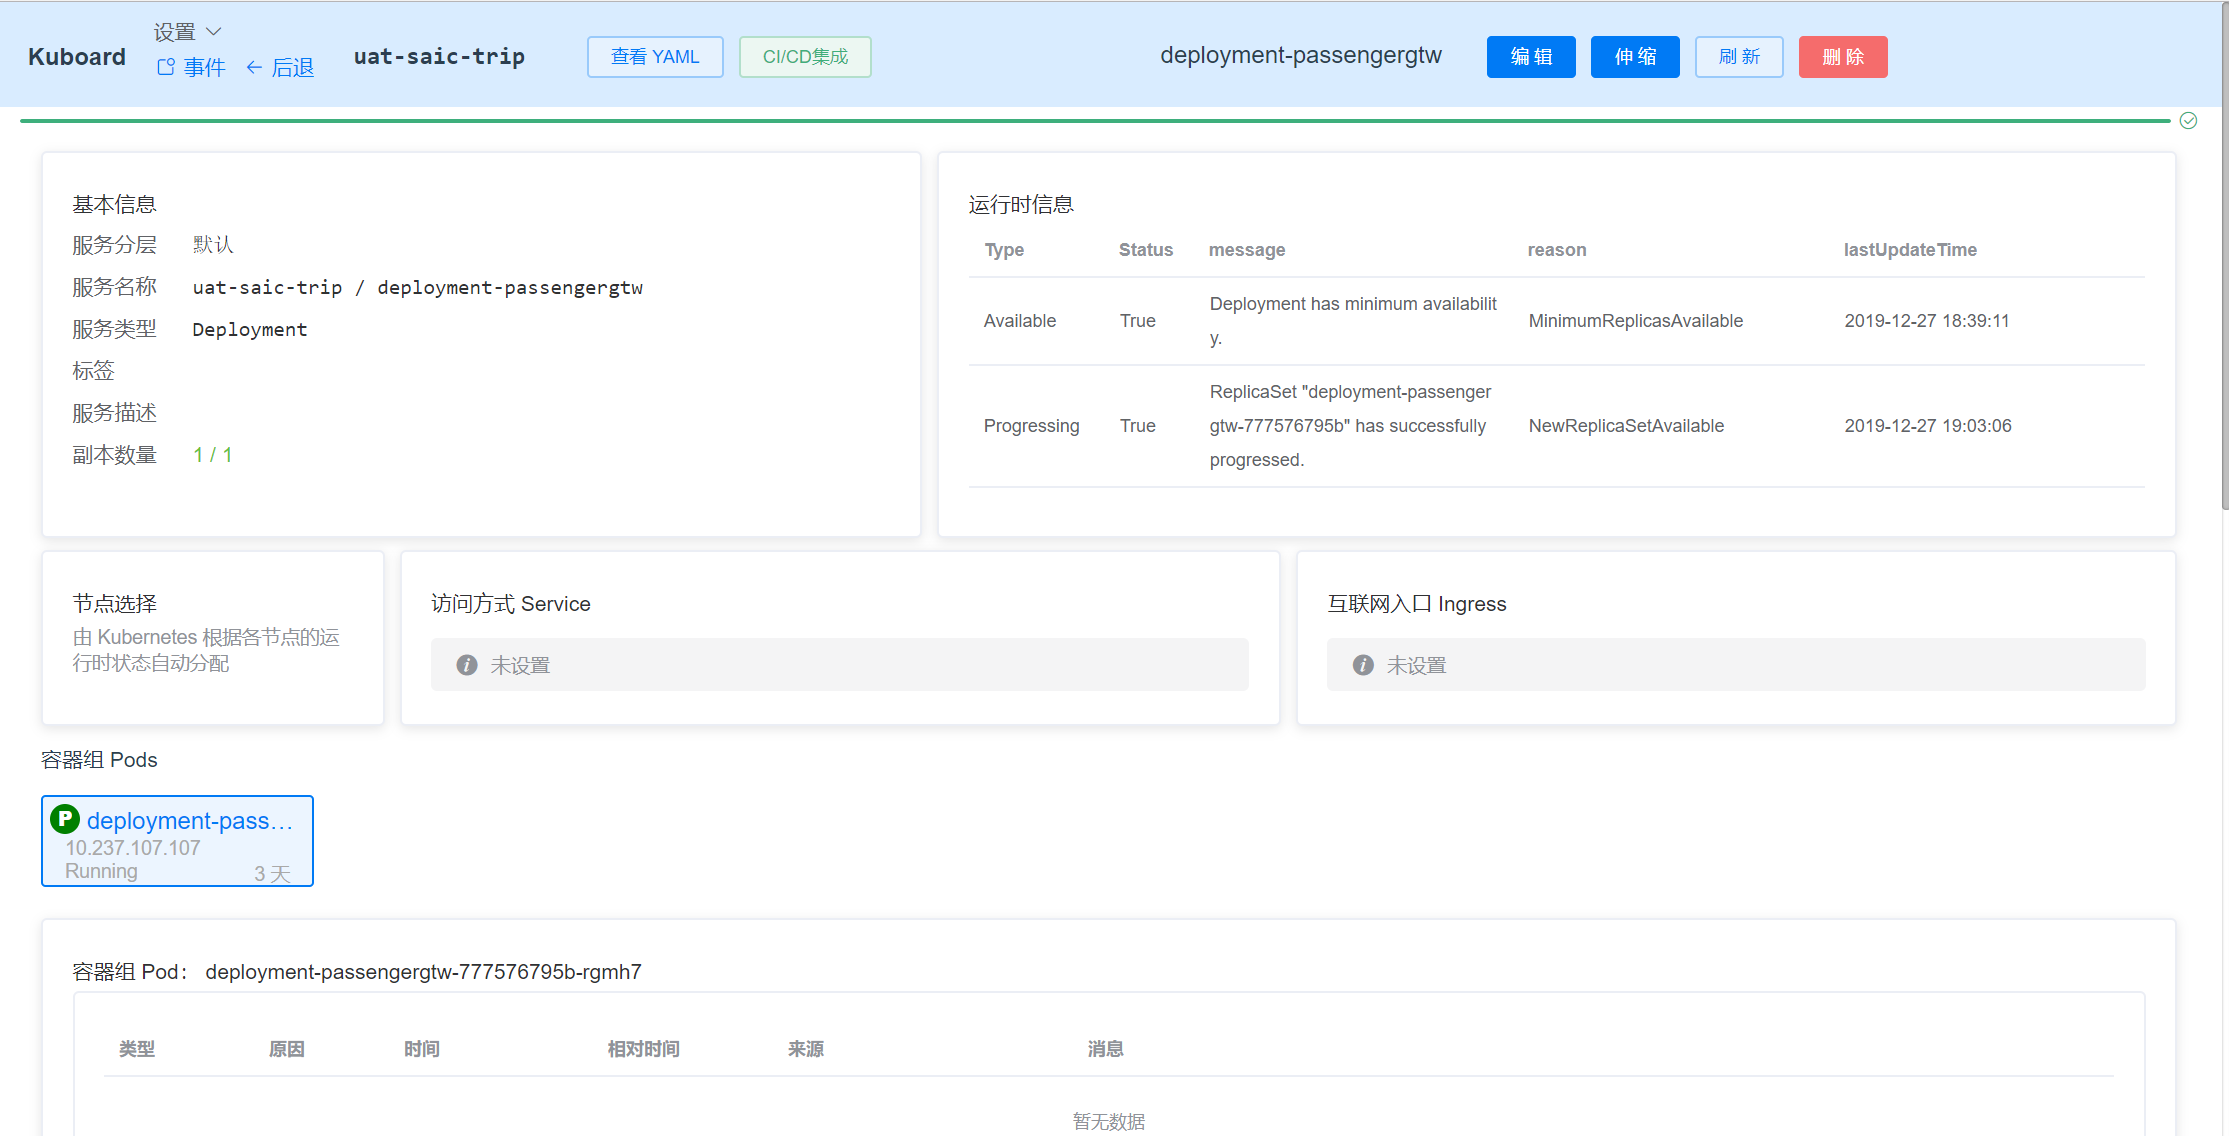 Kuboard
设置
事件 后退
uat-saic-trip
查看 YAML
CI/CD集成
deployment-passengergtw
编 辑
伸 缩
刷 新
删 除
基本信息
服务分层 默认
服务名称 uat-saic-trip / deployment-passengergtw
服务类型 Deployment
标签
服务描述
副本数量 1 / 1
运行时信息
Type Status message reason lastUpdateTime
Available True Deployment has minimum availabilit
y. MinimumReplicasAvailable 2019-12-27 18:39:11
Progressing True ReplicaSet "deployment-passenger
gtw-777576795b" has successfully
progressed. NewReplicaSetAvailable 2019-12-27 19:03:06
节点选择
由 Kubernetes 根据各节点的运
行时状态自动分配
访问方式 Service
未设置
互联网入口 Ingress
未设置
容器组 Pods
P deployment-pass...
10.237.107.107
Running 3 天
容器组 Pod： deployment-passengergtw-777576795b-rgmh7
类型 原因 时间 相对时间 来源 消息
暂无数据